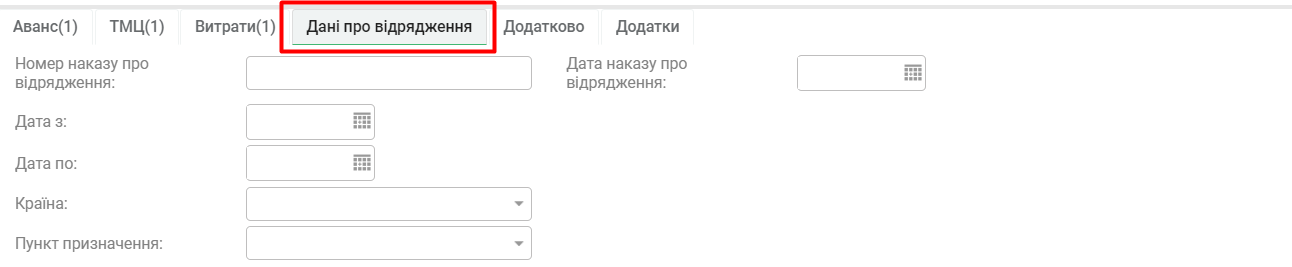 Аванс(1) ТМЦ(1) Витрати(1) Дані про відрядження Додатково Додатки
Номер наказу про
відрядження:
Дата наказу про
відрядження:
Дата з:
Дата по:
Країна:
Пункт призначення: